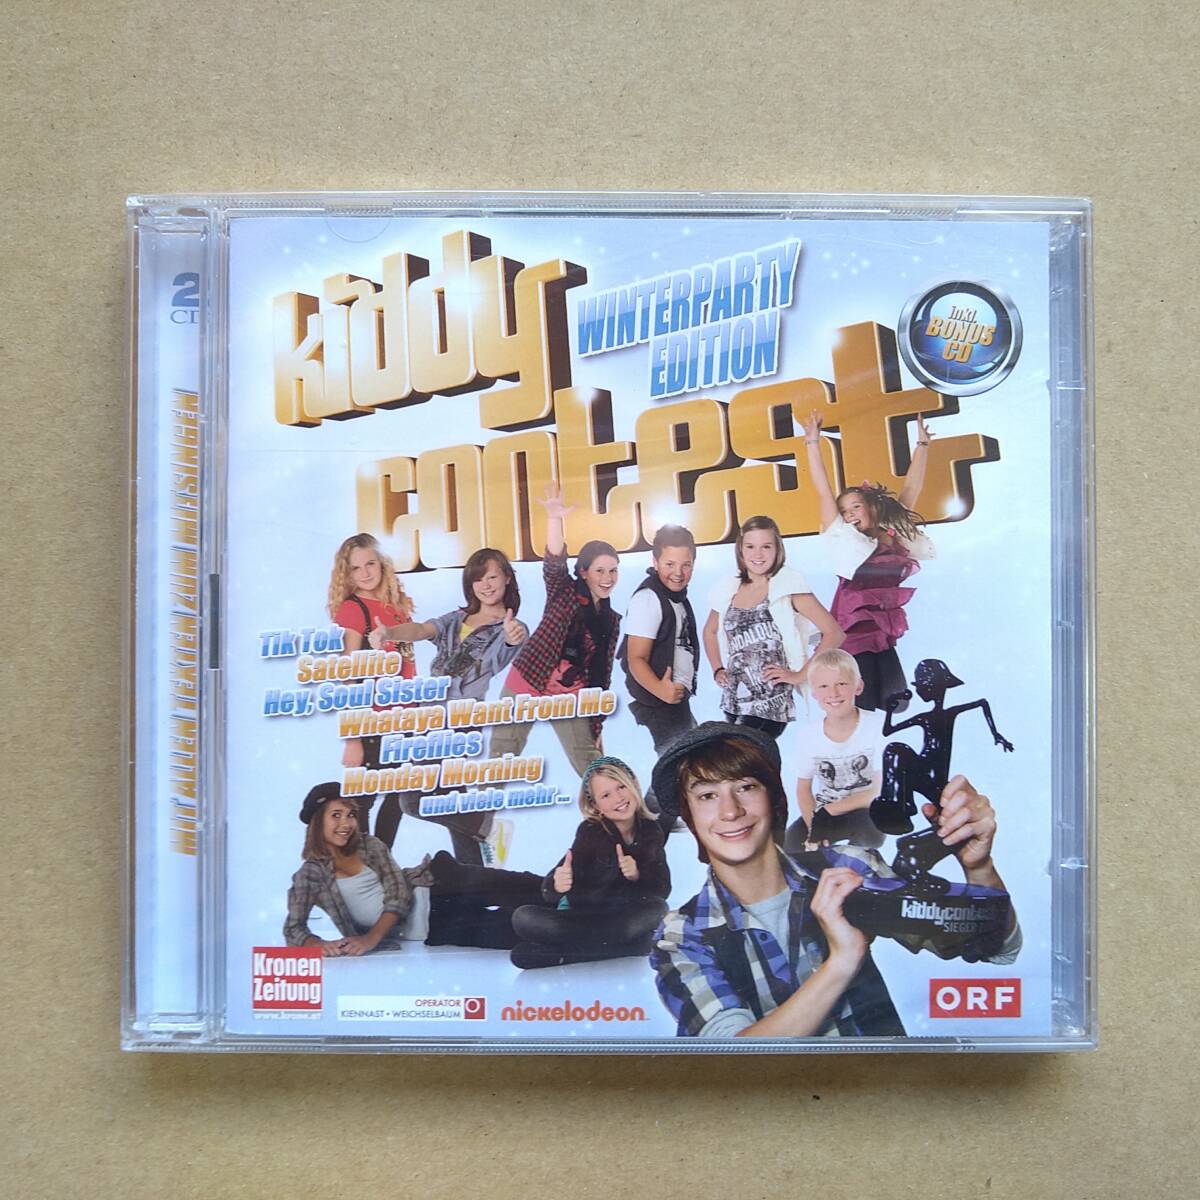 2
CD
MIT ALLEN TEXTEN ZUM MITSINGEN
kiddy
contest
WINTERPARTY
EDITION
inkl.
BONUS
CD
Tik Tok
Satellite
Hey, Soul Sister
Whataya Want From Me
Fireflies
Monday Morning
und viele mehr...
kiddycontest
SIEGER
Kronen
Zeitung
www.krone.at
OPERATOR
KIENNAST • WEICHSELBAUM
nickelodeon
ORF